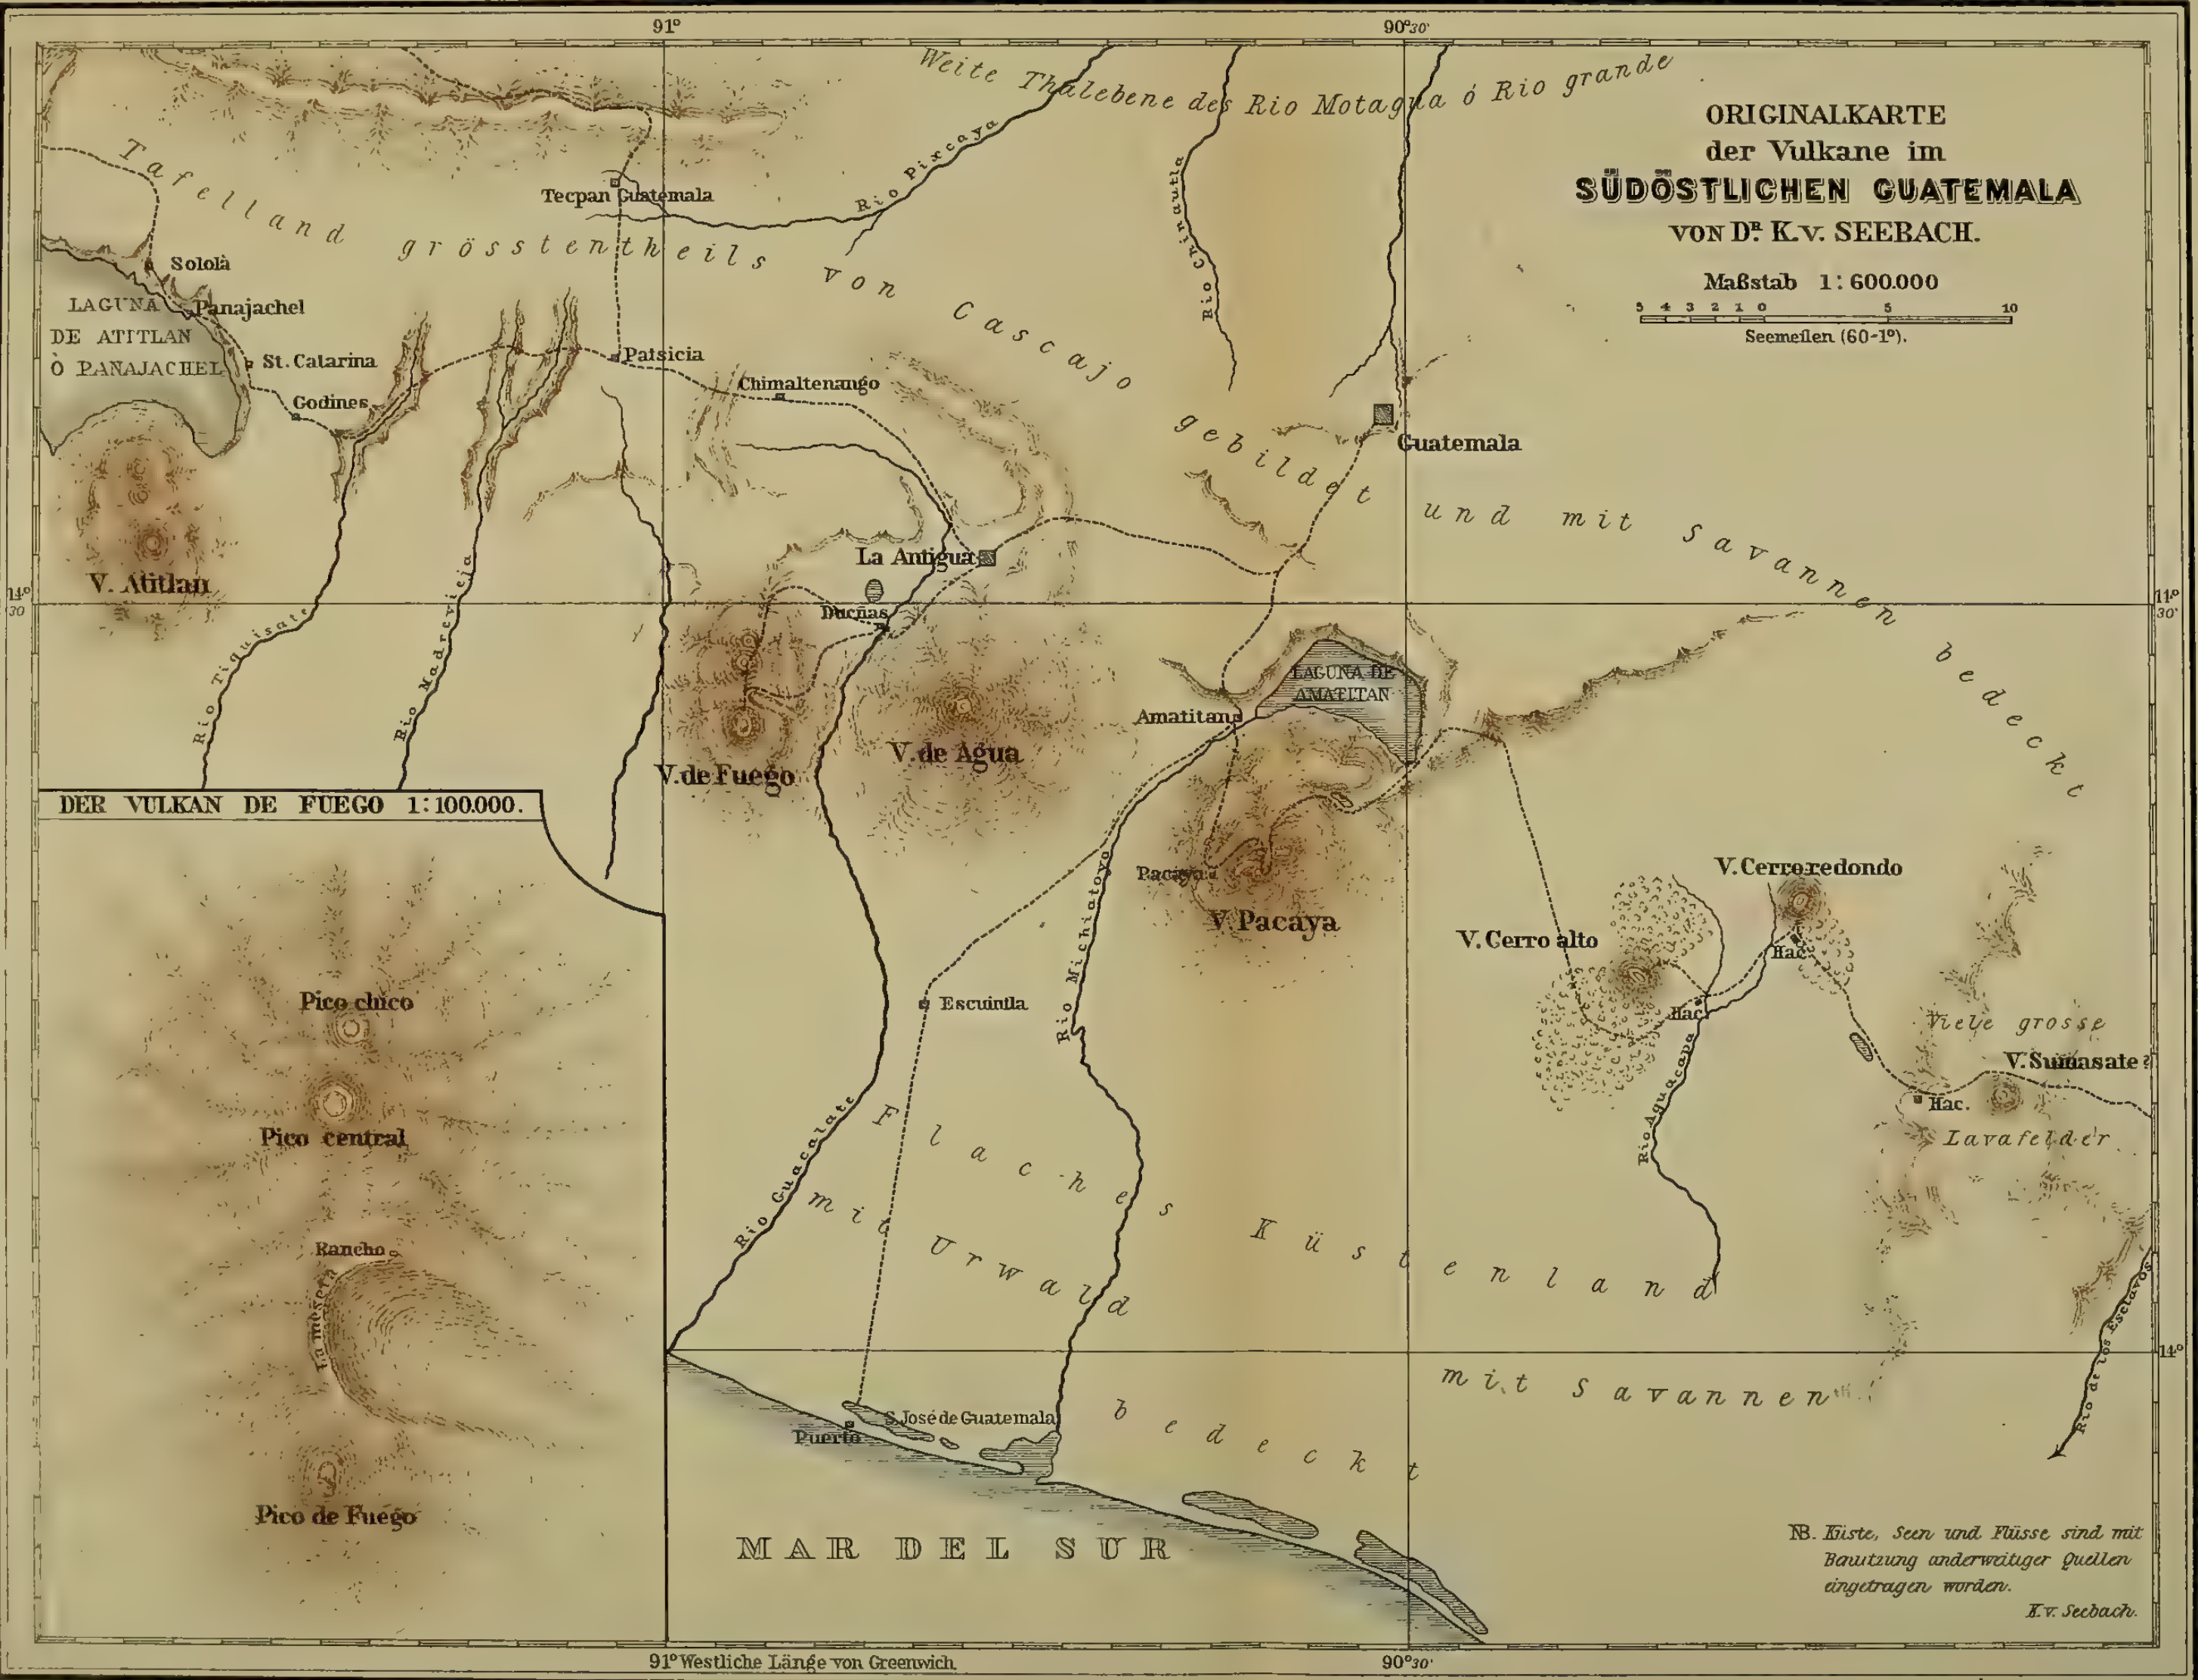 91°
90°30'
Weite Thalebene des Rio Motagua ó Rio grande
ORIGINALKARTE
der Vulkane im
SÜDÖSTLICHEN GUATEMALA
VON DR. K.v. SEEBACH.
Maßstab 1:600.000
5 4 3 2 1 0 5 10
Seemeilen (60=1°).
Tafelland grösstentheils von Cascajo gebildet und mit Savannen bedeckt
Rio Pixcaya
Rio Chinautla
Tecpan Guatemala
Sololà
LAGUNA
DE ATITLAN
Ò PANAJACHEL
Panajachel
St. Catarina
Godines
Patsicia
Chimaltenango
Guatemala
La Antigua
V. Atitlan
14°
30'
Dueñas
Rio Tiquisate
Rio Madrevieja
LAGUNA DE
AMATITAN
Amatitan
V. de Fuego
V. de Agua
11°
30'
DER VULKAN DE FUEGO 1:100.000.
Pacaya
V. Pacaya
Rio Michiatoyo
V. Cerro redondo
V. Cerro alto
Hac.
Hac.
Escuintla
Pico chico
Pico central
Rio Aguacapa
Viele grosse
V. Sumasate?
Hac.
Lavafelder
Rio Guacalate
Flaches Küstenland
mit Urwald
Rancho
la meseta
Rio de los Esclavos
14°
mit Savannen
bedeckt
S. José de Guatemala
Puerto
Pico de Fuego
MAR DEL SUR
NB. Küste, Seen und Flüsse sind mit
Benutzung anderweitiger Quellen
eingetragen worden.
K.v. Seebach.
91° Westliche Länge von Greenwich
90°30'